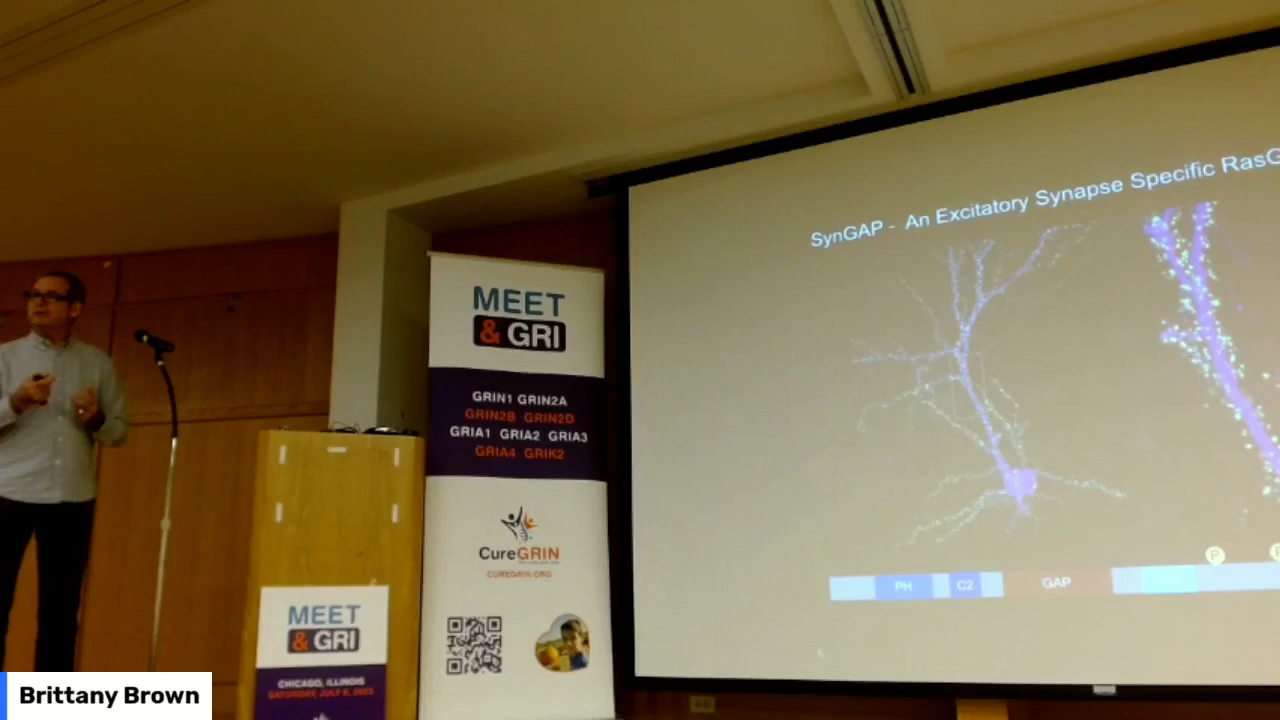 SynGAP - An Excitatory Synapse Specific RasG
P
PH
C2
GAP
MEET
& GRI
GRIN1 GRIN2A
GRIN2B GRIN2D
GRIA1 GRIA2 GRIA3
GRIA4 GRIK2
CureGRIN
CUREGRIN.ORG
MEET
& GRI
CHICAGO, ILLINOIS
Brittany Brown